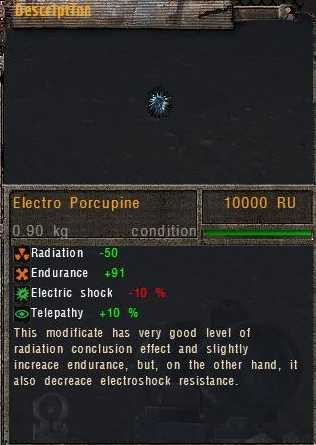 Description
Electro Porcupine
10000 RU
0.90 kg
condition
Radiation -50
Endurance +91
Electric shock -10 %
Telepathy +10 %
This modificate has very good level of
radiation conclusion effect and slightly
increace endurance, but, on the other hand, it
also decreace electroshock resistance.